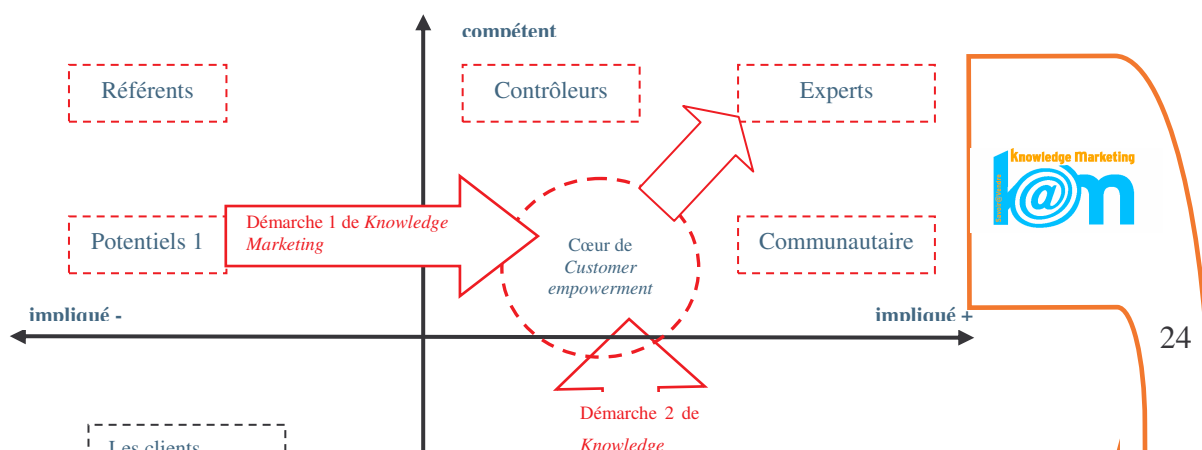 compétent
Référents
Contrôleurs
Experts
Knowledge Marketing
k@m
Démarche 1 de Knowledge
Marketing
Potentiels 1
Cœur de
Customer
empowerment
Communautaire
impliqué -
impliqué +
24
Démarche 2 de
Knowledge
Les clients